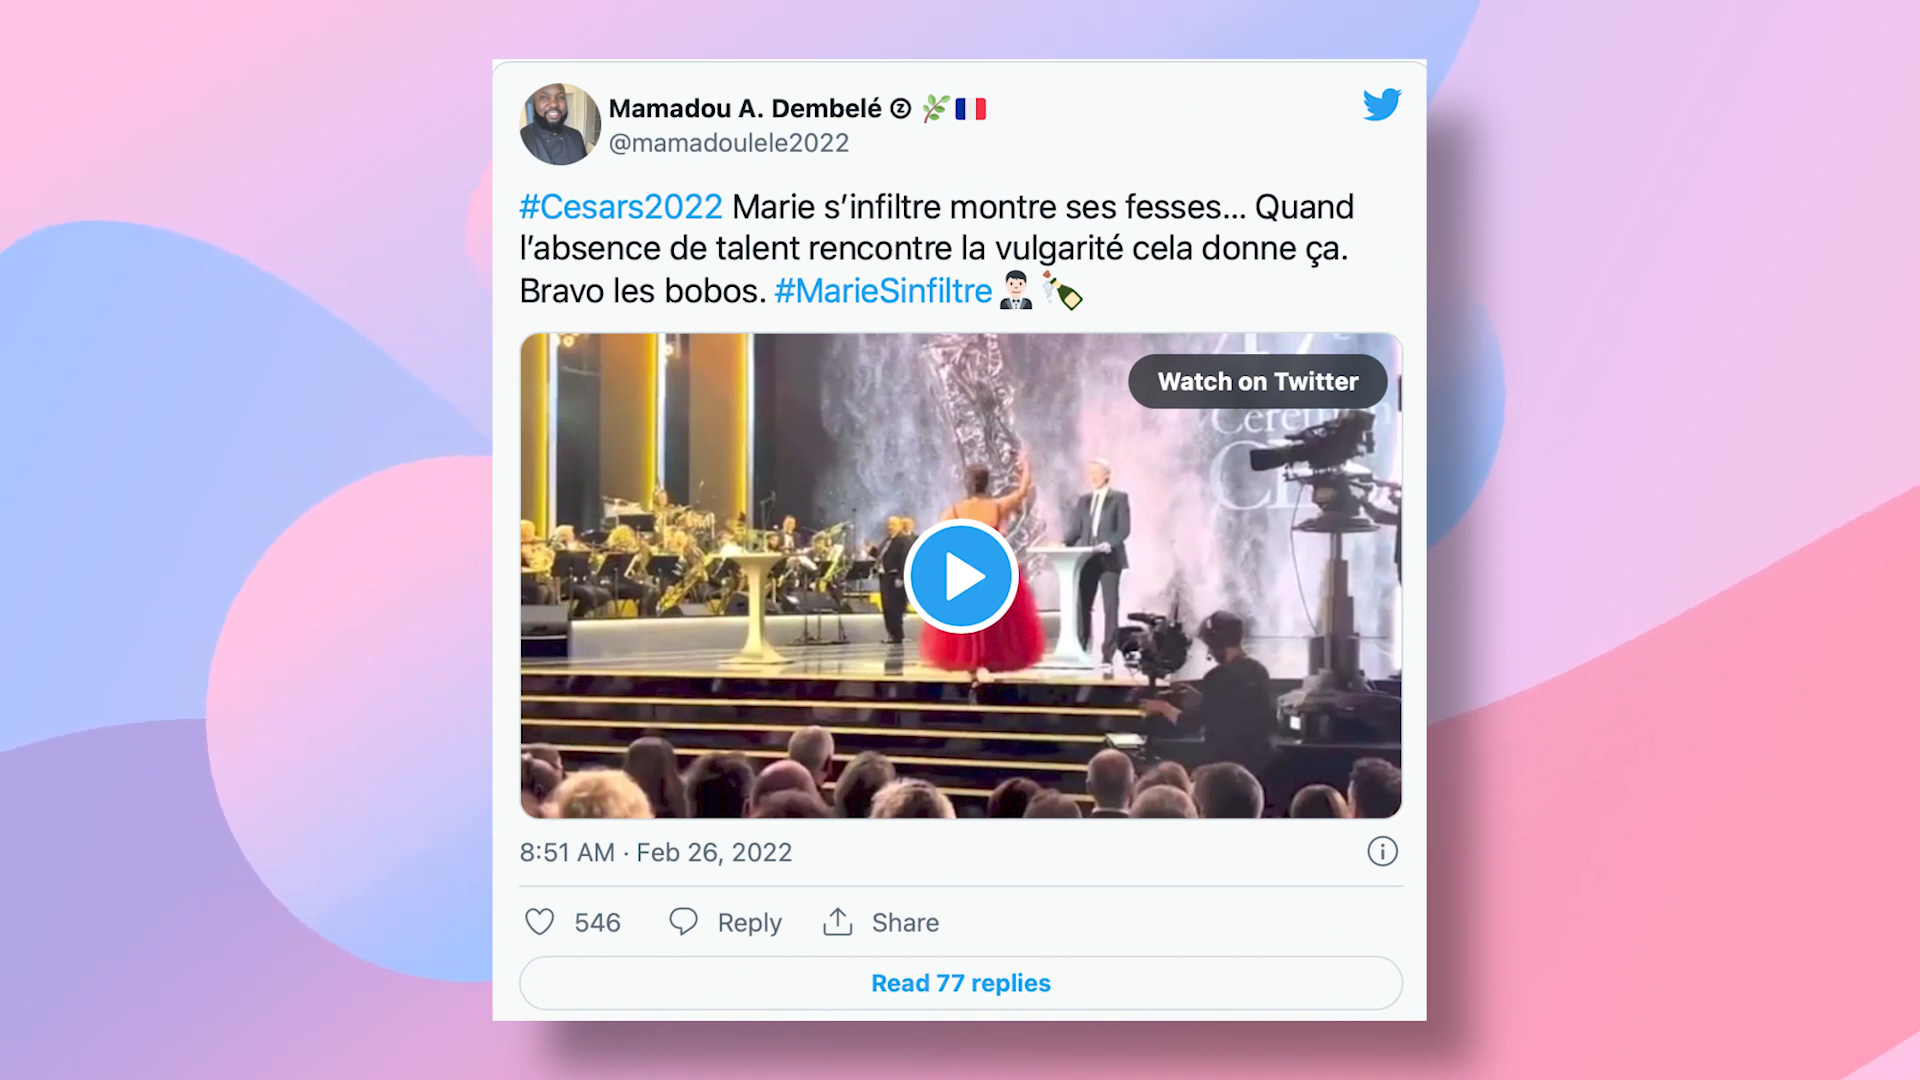 Mamadou A. Dembelé ⓩ 🌿🇫🇷
@mamadoulele2022
#Cesars2022 Marie s’infiltre montre ses fesses... Quand
l’absence de talent rencontre la vulgarité cela donne ça.
Bravo les bobos. #MarieSinfiltre🤵🏻‍♂️🍾
Watch on Twitter
8:51 AM · Feb 26, 2022
546 Reply Share
Read 77 replies